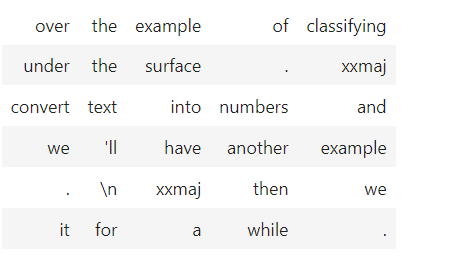 over the example of classifying
under the surface . xxmaj
convert text into numbers and
we 'll have another example
. \n xxmaj then we
it for a while .